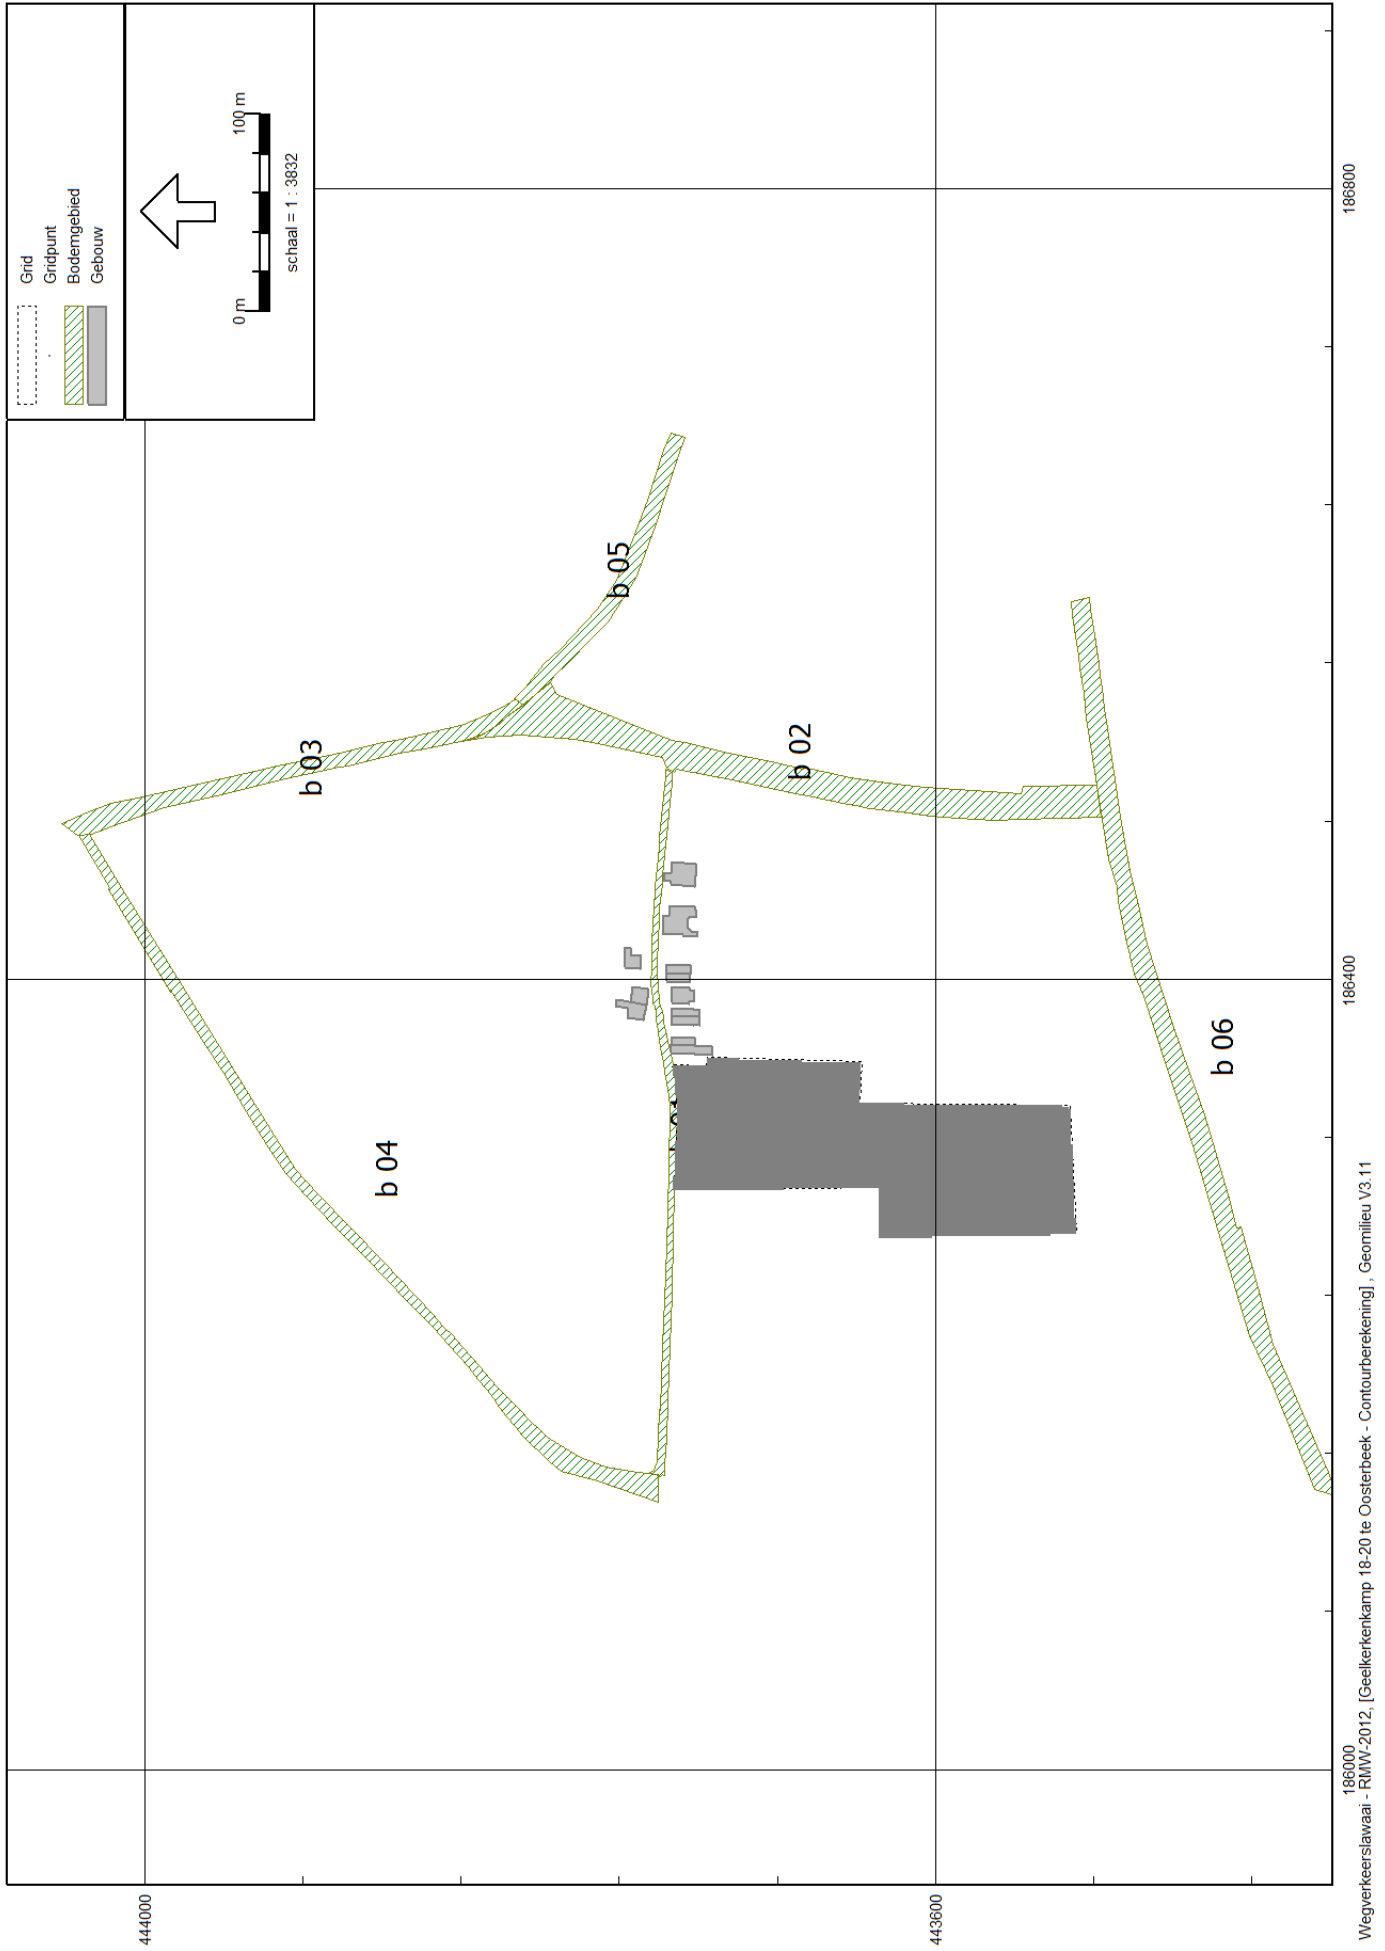 Grid
Gridpunt
Bodemgebied
Gebouw
0 m
100 m
schaal = 1 : 3832
b 03
b 05
b 02
b 04
b 06
444000
443600
186000
186400
186800
Wegverkeerslawaai - RMW-2012, [Geelkerkenkamp 18-20 te Oosterbeek - Contourberekening] , Geomilieu V3.11